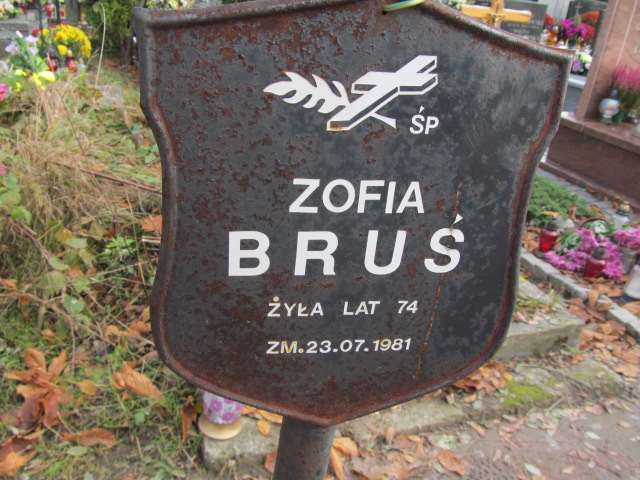 ŚP
ZOFIA
BRUŚ
ŻYŁA LAT 74
ZM.23.07.1981